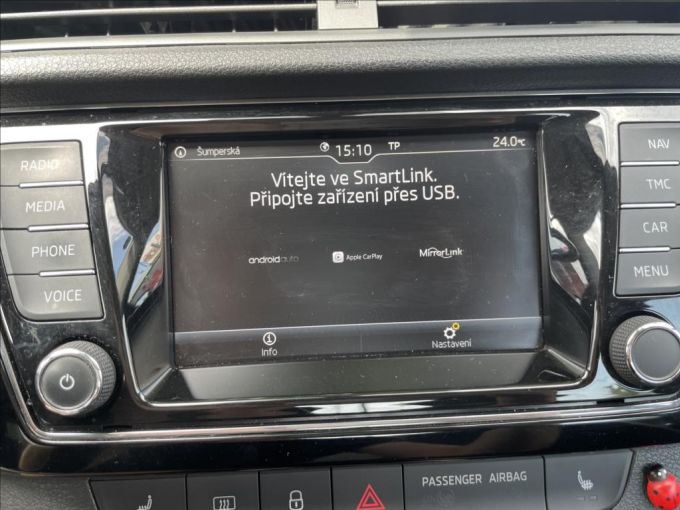 Šumperská
15:10
TP
24.0°C
Vítejte ve SmartLink.
Připojte zařízení přes USB.
androidauto
Apple CarPlay
MirrorLink
Info
Nastavení
RADIO
MEDIA
PHONE
VOICE
NAV
TMC
CAR
MENU
PASSENGER AIRBAG